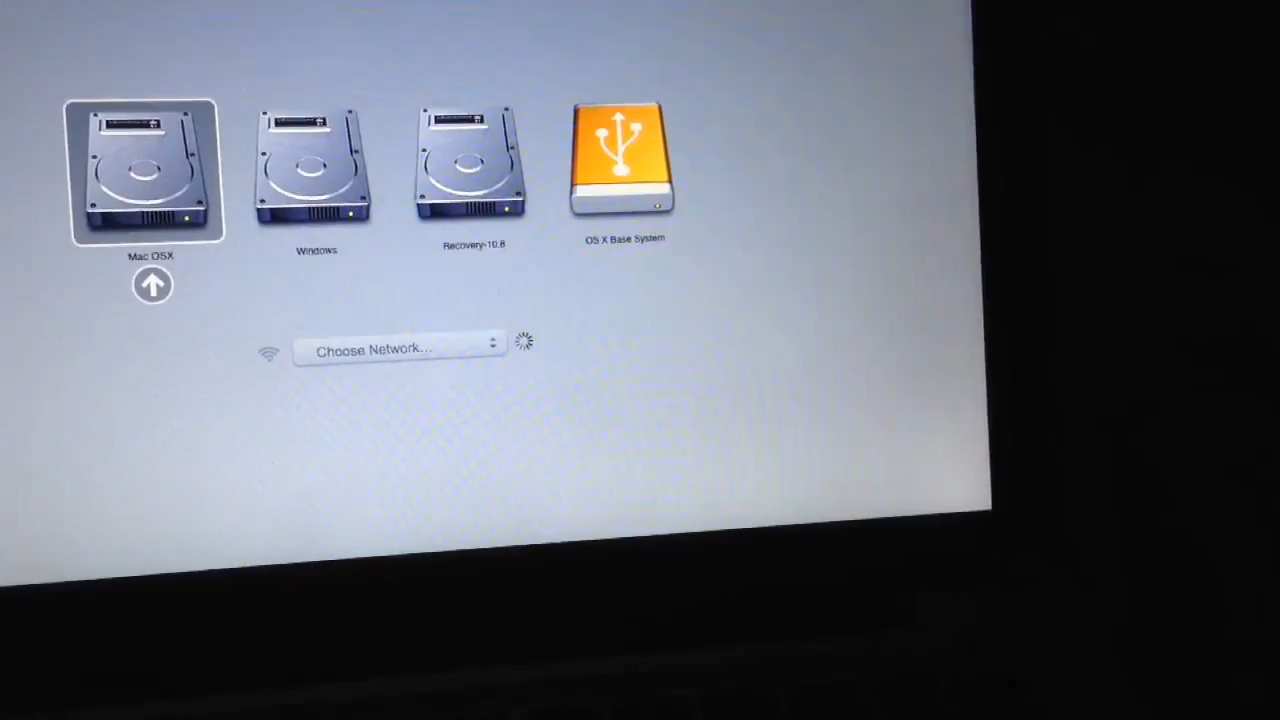 Mac OSX
Windows
Recovery-10.8
OS X Base System
Choose Network...